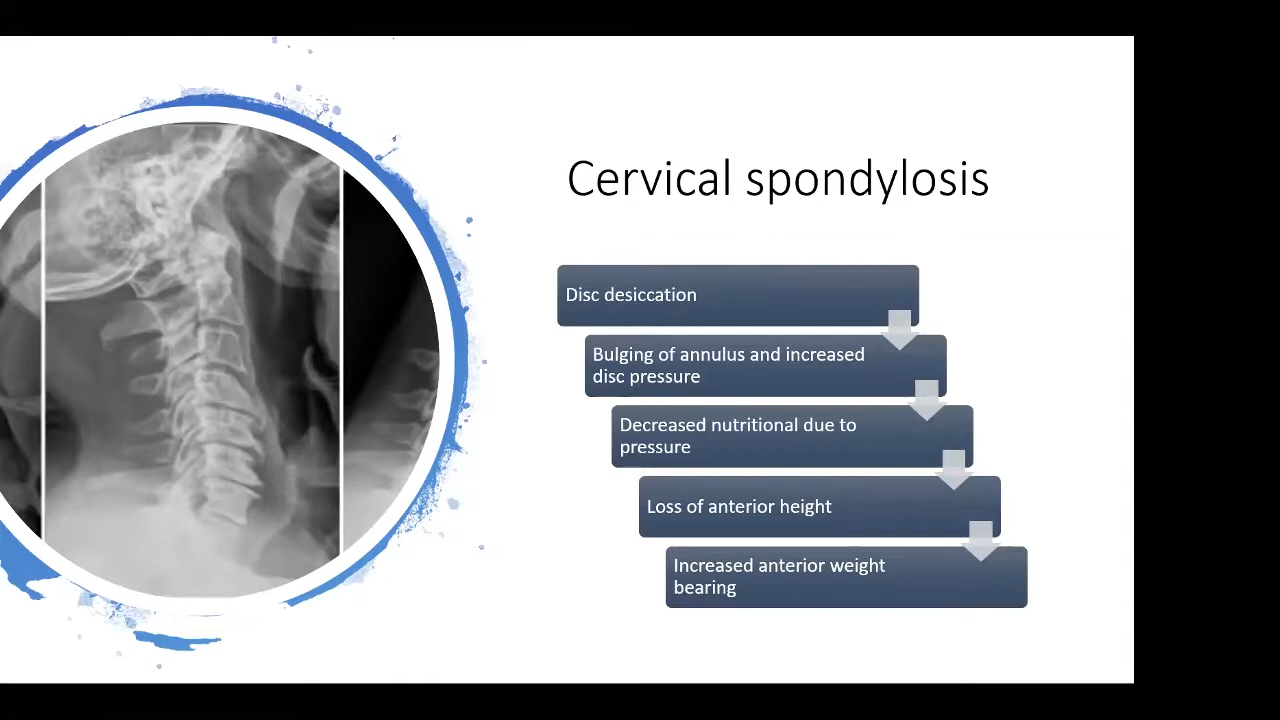 Cervical spondylosis
Disc desiccation
Bulging of annulus and increased
disc pressure
Decreased nutritional due to
pressure
Loss of anterior height
Increased anterior weight
bearing